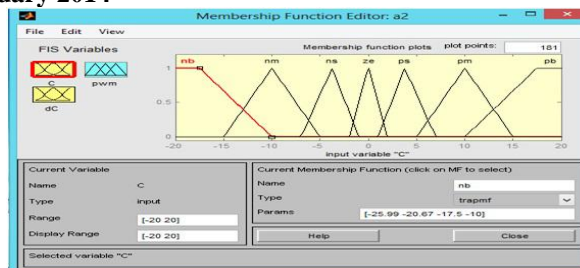 Membership Function Editor: a2
File Edit View
FIS Variables
Membership function plots plot points: 181
C pwm
dC
nb nm ns ze ps pm pb
1
0.5
0
-20 -15 -10 -5 0 5 10 15 20
input variable "C"
Current Variable
Name C
Type input
Range [-20 20]
Display Range [-20 20]
Current Membership Function (click on MF to select)
Name nb
Type trapmf
Params [-25.99 -20.67 -17.5 -10]
Help Close
Selected variable "C"